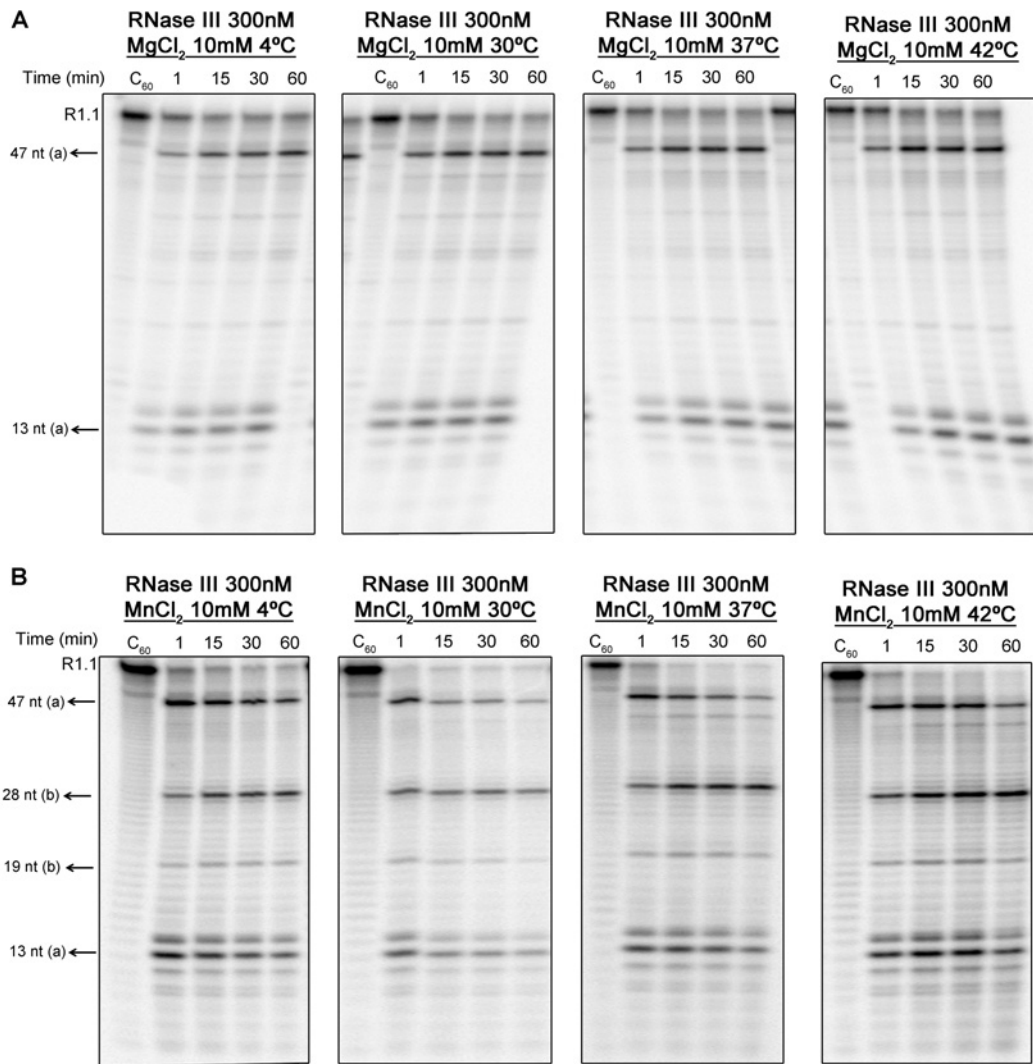 A
RNase III 300nM
MgCl₂ 10mM 4ºC
RNase III 300nM
MgCl₂ 10mM 30ºC
RNase III 300nM
MgCl₂ 10mM 37ºC
RNase III 300nM
MgCl₂ 10mM 42ºC
Time (min) C₆₀ 1 15 30 60
C₆₀ 1 15 30 60
C₆₀ 1 15 30 60
C₆₀ 1 15 30 60
R1.1
47 nt (a)
13 nt (a)
B
RNase III 300nM
MnCl₂ 10mM 4ºC
RNase III 300nM
MnCl₂ 10mM 30ºC
RNase III 300nM
MnCl₂ 10mM 37ºC
RNase III 300nM
MnCl₂ 10mM 42ºC
Time (min) C₆₀ 1 15 30 60
C₆₀ 1 15 30 60
C₆₀ 1 15 30 60
C₆₀ 1 15 30 60
R1.1
47 nt (a)
28 nt (b)
19 nt (b)
13 nt (a)